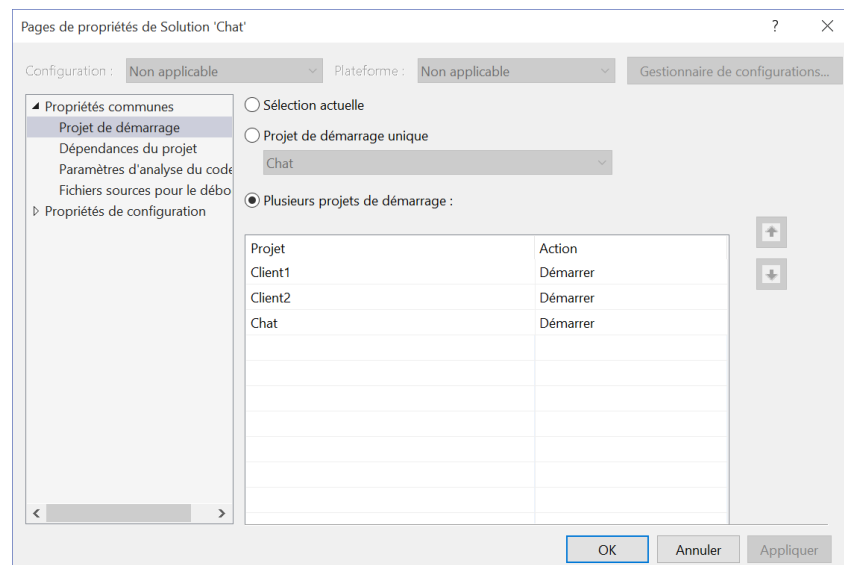 Pages de propriétés de Solution 'Chat'
?
Configuration : Non applicable Plateforme : Non applicable Gestionnaire de configurations...
Propriétés communes
Projet de démarrage
Dépendances du projet
Paramètres d'analyse du code
Fichiers sources pour le débo
Propriétés de configuration
Sélection actuelle
Projet de démarrage unique
Chat
Plusieurs projets de démarrage :
Projet Action
Client1 Démarrer
Client2 Démarrer
Chat Démarrer
OK Annuler Appliquer